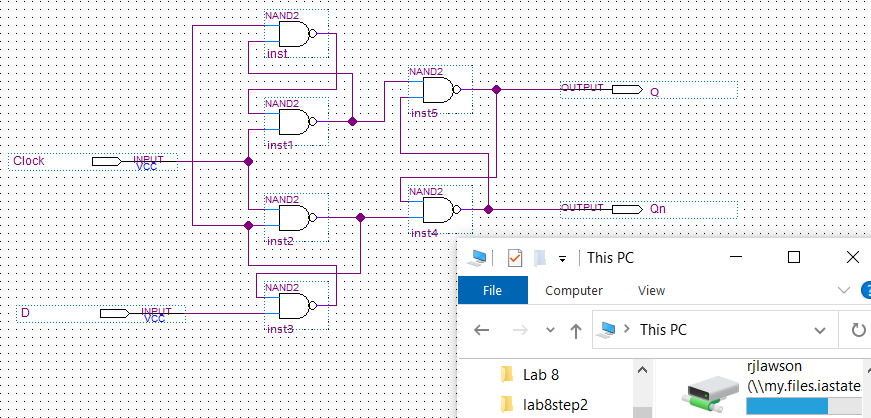 NAND2
inst
NAND2
inst1
NAND2
inst5
OUTPUT
Q
Clock
INPUT
VCC
NAND2
inst2
NAND2
inst4
OUTPUT
Qn
NAND2
inst3
D
INPUT
VCC
This PC
File
Computer
View
This PC
Lab 8
lab8step2
rjlawson
(\\my.files.iastate